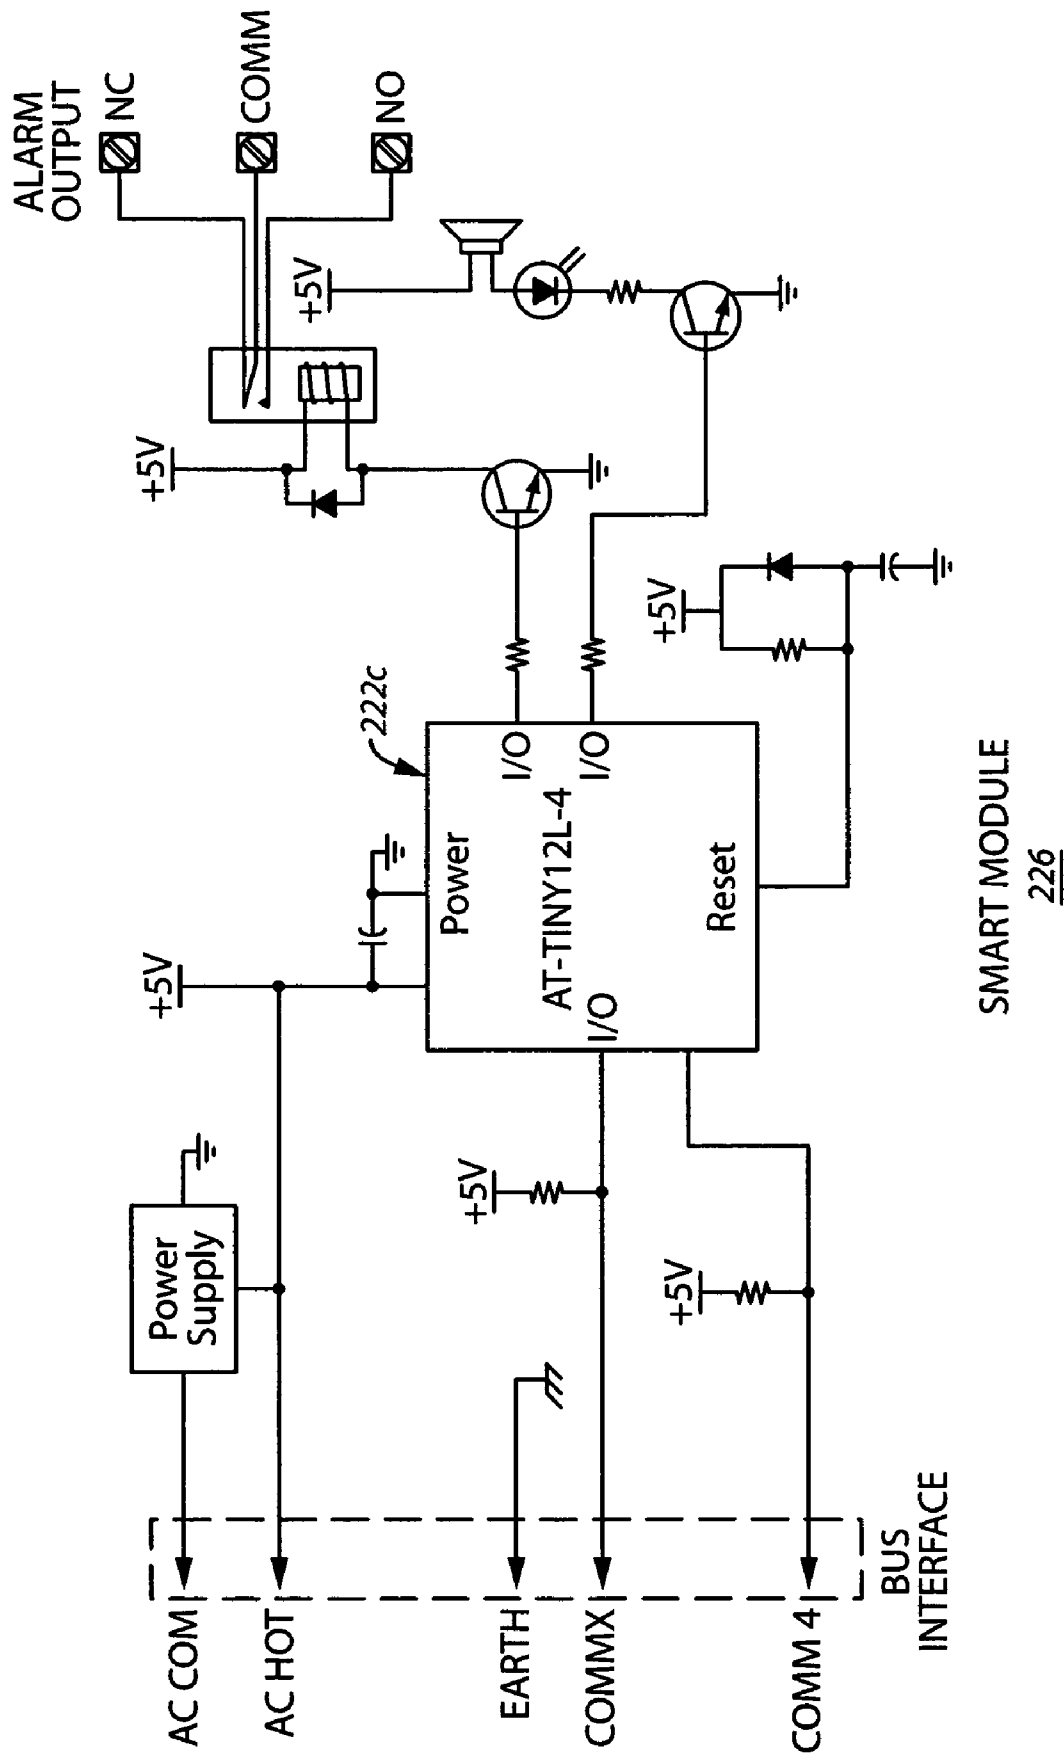 ALARM
OUTPUT
NC
COMM
NO
+5V
+5V
+5V
+5V
222c
Power
I/O
I/O
AT-TINY12L-4
I/O
Reset
+5V
+5V
+5V
Power
Supply
AC COM
AC HOT
EARTH
COMMX
COMM 4
BUS
INTERFACE
SMART MODULE
226